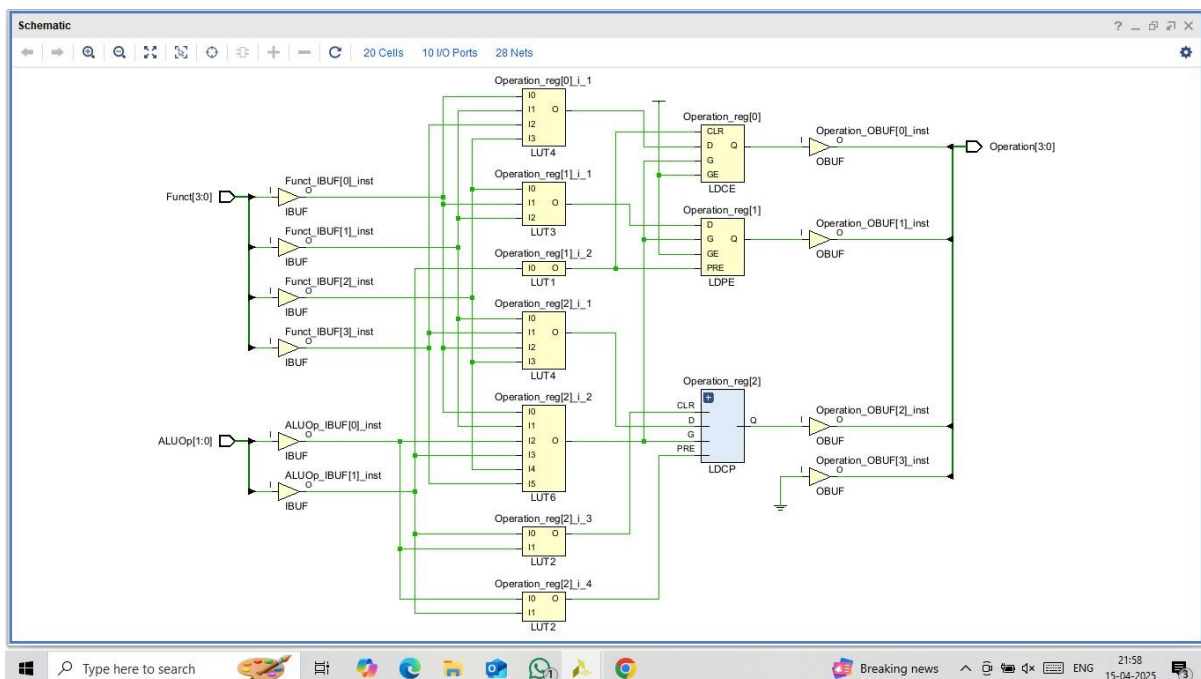 Schematic
20 Cells 10 I/O Ports 28 Nets
Funct[3:0]
Funct_IBUF[0]_inst
I O
IBUF
Funct_IBUF[1]_inst
I O
IBUF
Funct_IBUF[2]_inst
I O
IBUF
Funct_IBUF[3]_inst
I O
IBUF
ALUOp[1:0]
ALUOp_IBUF[0]_inst
I O
IBUF
ALUOp_IBUF[1]_inst
I O
IBUF
Operation_reg[0]_i_1
I0
I1 O
I2
I3
LUT4
Operation_reg[1]_i_1
I0 O
I1
I2
LUT3
Operation_reg[1]_i_2
I0 O
LUT1
Operation_reg[2]_i_1
I0
I1 O
I2
I3
LUT4
Operation_reg[2]_i_2
I0
I1
I2 O
I3
I4
I5
LUT6
Operation_reg[2]_i_3
I0 O
I1
LUT2
Operation_reg[2]_i_4
I0 O
I1
LUT2
Operation_reg[0]
CLR
D Q
G
GE
LDCE
Operation_reg[1]
D
G Q
GE
PRE
LDPE
Operation_reg[2]
CLR
D Q
G
PRE
LDCP
Operation_OBUF[0]_inst
I O
OBUF
Operation_OBUF[1]_inst
I O
OBUF
Operation_OBUF[2]_inst
I O
OBUF
Operation_OBUF[3]_inst
I O
OBUF
Operation[3:0]
Type here to search
1
Breaking news
ENG
21:58
15-04-2025
3